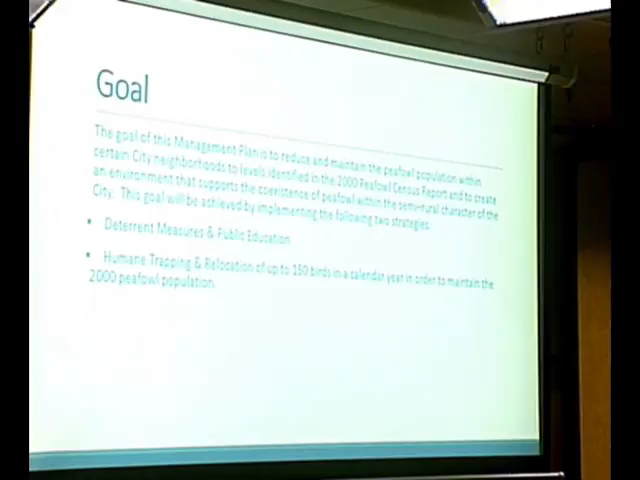 Goal
The goal of this Management Plan is to reduce and maintain the peafowl population within
certain City neighborhoods to levels identified in the 2000 Peafowl Census Report and to create
an environment that supports the coexistence of peafowl within the semi-rural character of the
City. This goal will be achieved by implementing the following two strategies:
• Deterrent Measures & Public Education
• Humane Trapping & Relocation of up to 150 birds in a calendar year in order to maintain the
2000 peafowl population.